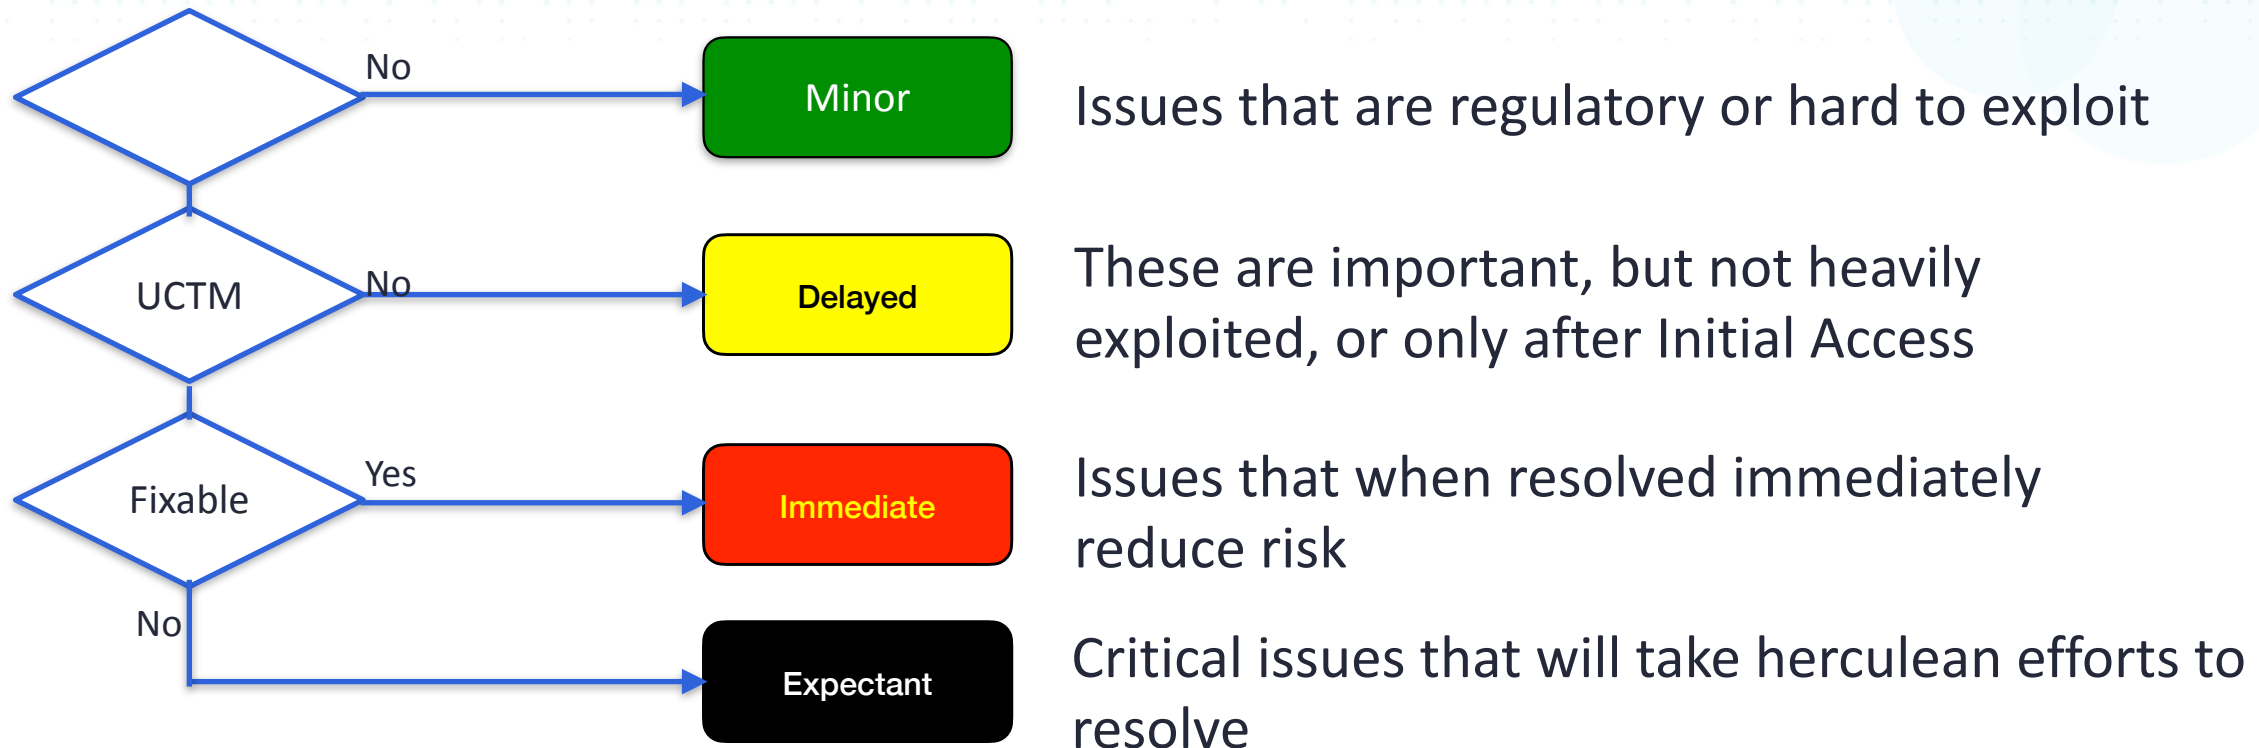 No
Minor
Issues that are regulatory or hard to exploit
UCTM
No
Delayed
These are important, but not heavily
exploited, or only after Initial Access
Fixable
Yes
Immediate
Issues that when resolved immediately
reduce risk
No
Expectant
Critical issues that will take herculean efforts to
resolve